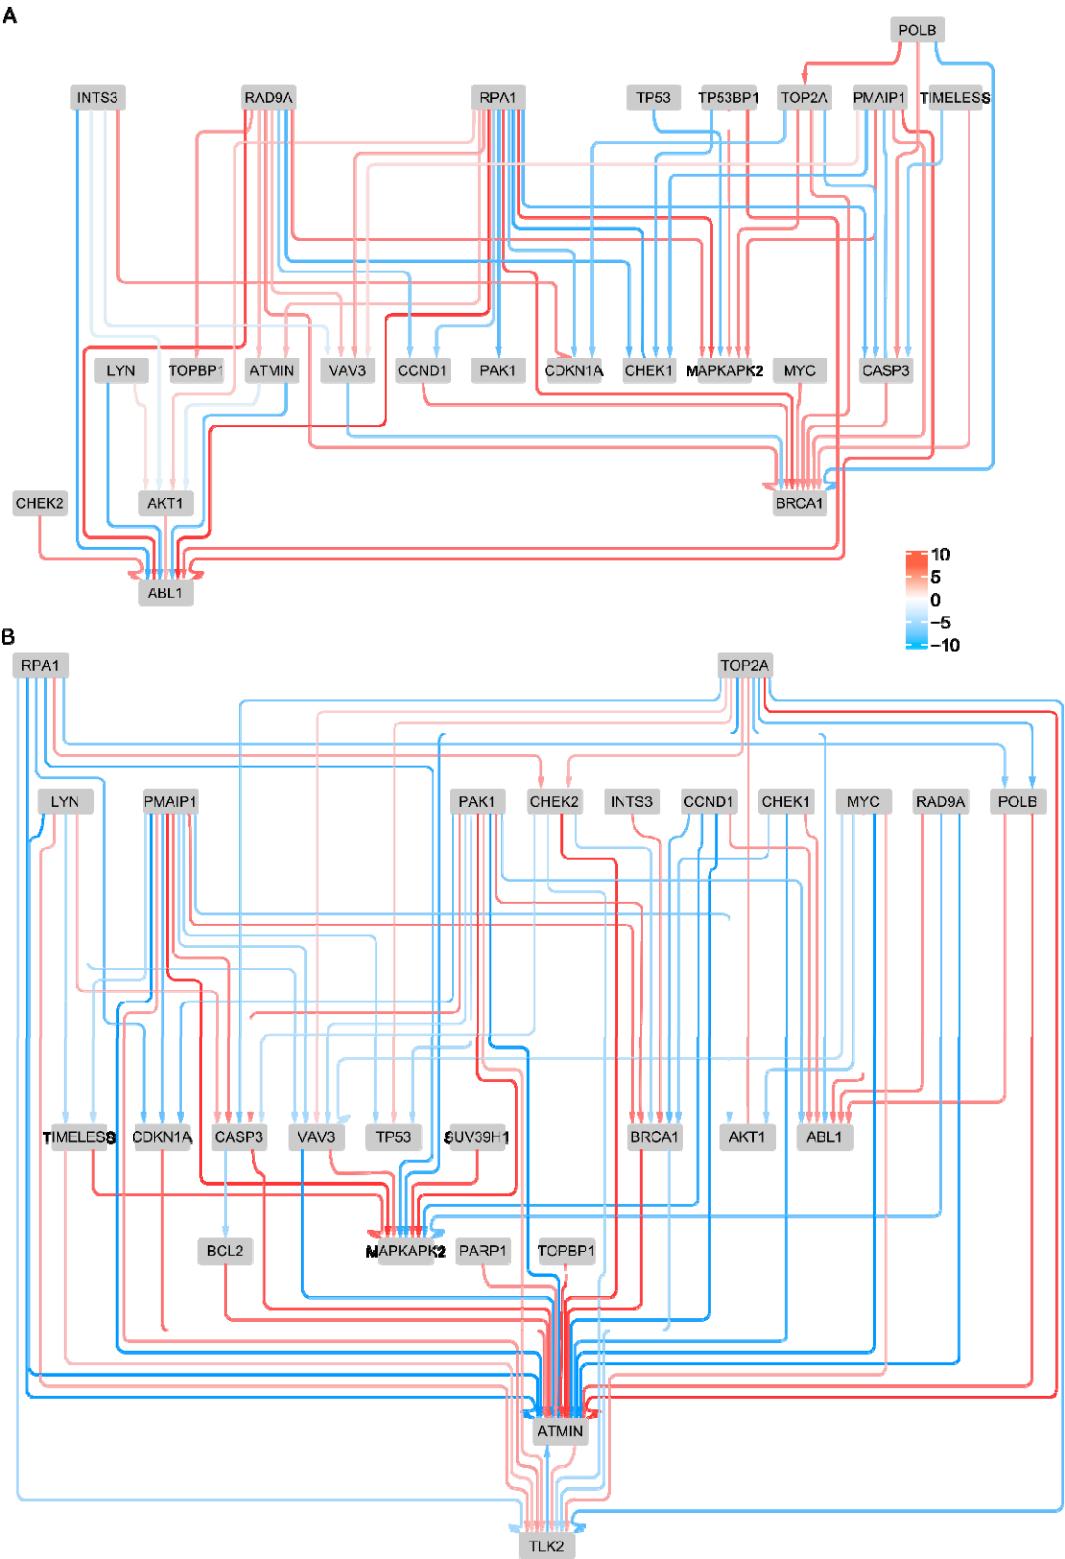 A
POLB
INTS3 RAD9A RPA1 TP53 TP53BP1 TOP2A PMAIP1 TIMELESS
LYN TOPBP1 ATMIN VAV3 CCND1 PAK1 CDKN1A CHEK1 MAPKAPK2 MYC CASP3
CHEK2 AKT1 BRCA1
ABL1
10
5
0
−5
−10
B
RPA1 TOP2A
LYN PMAIP1 PAK1 CHEK2 INTS3 CCND1 CHEK1 MYC RAD9A POLB
TIMELESS CDKN1A CASP3 VAV3 TP53 SUV39H1 BRCA1 AKT1 ABL1
BCL2 MAPKAPK2 PARP1 TOPBP1
ATMIN
TLK2